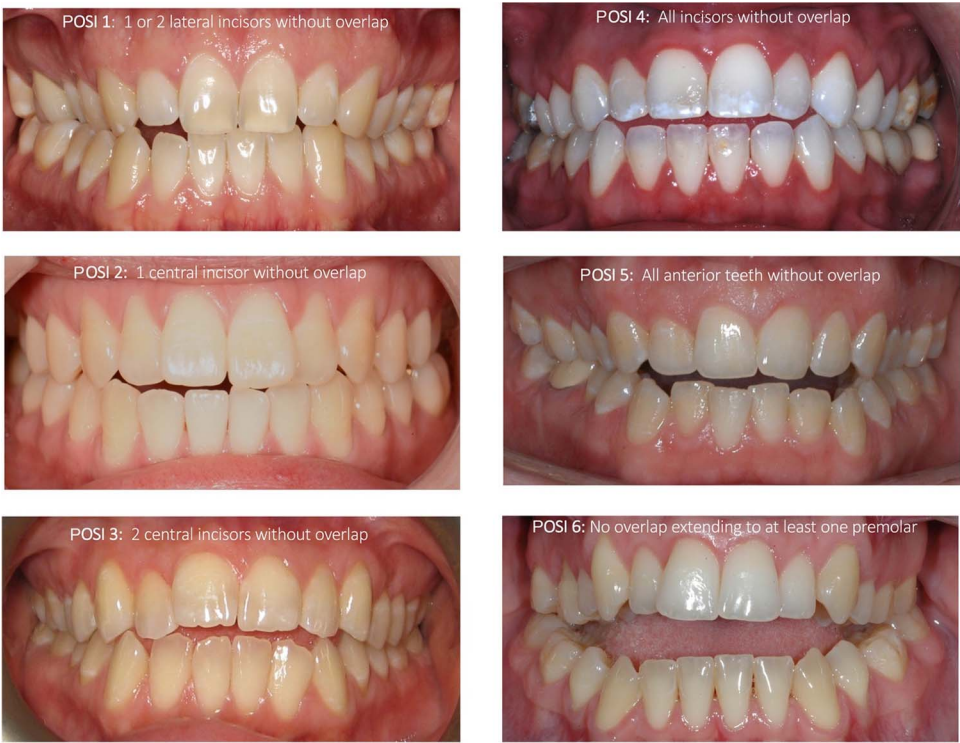 POSI 1: 1 or 2 lateral incisors without overlap
POSI 2: 1 central incisor without overlap
POSI 3: 2 central incisors without overlap
POSI 4: All incisors without overlap
POSI 5: All anterior teeth without overlap
POSI 6: No overlap extending to at least one premolar